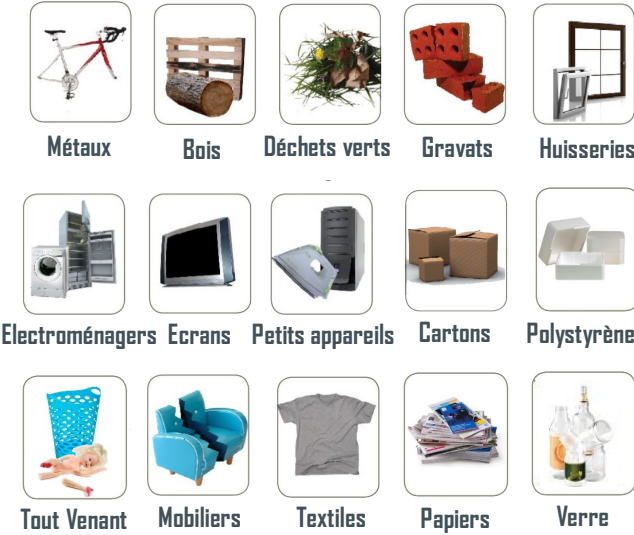 Métaux
Bois
Déchets verts
Gravats
Huisseries
Electroménagers
Ecrans
Petits appareils
Cartons
Polystyrène
Tout Venant
Mobiliers
Textiles
Papiers
Verre